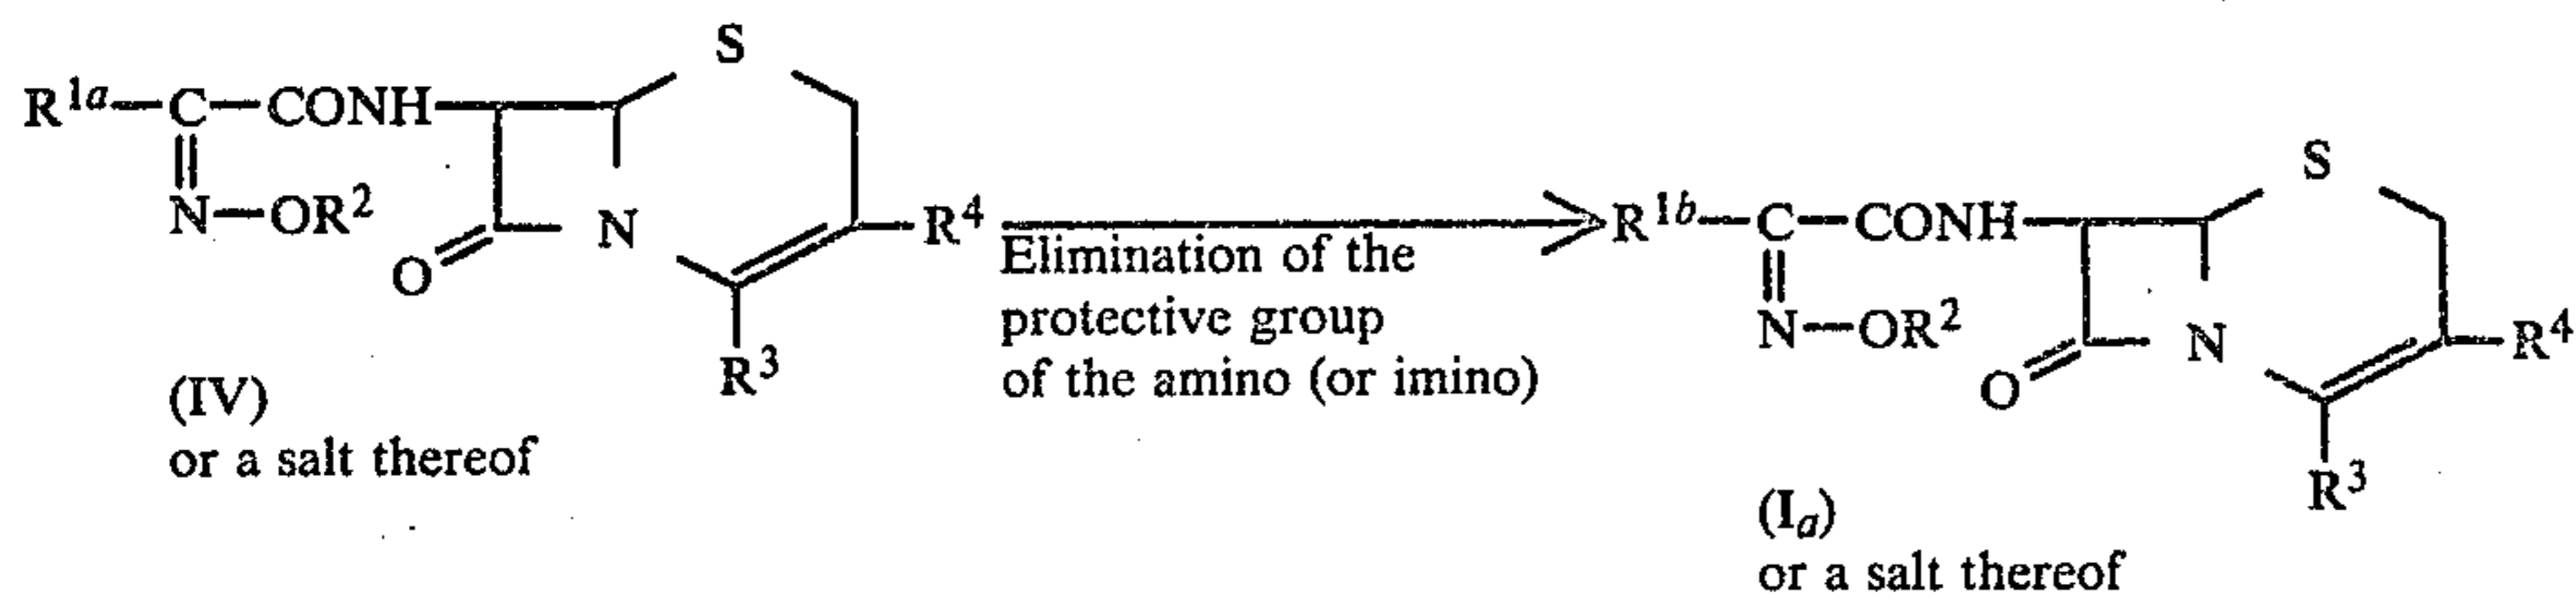 S
R¹ᵃ—C—CONH
N—OR²
N
O
R⁴
R³
(IV)
or a salt thereof
Elimination of the
protective group
of the amino (or imino)
S
R¹ᵇ—C—CONH
N—OR²
N
O
R⁴
R³
(Iₐ)
or a salt thereof